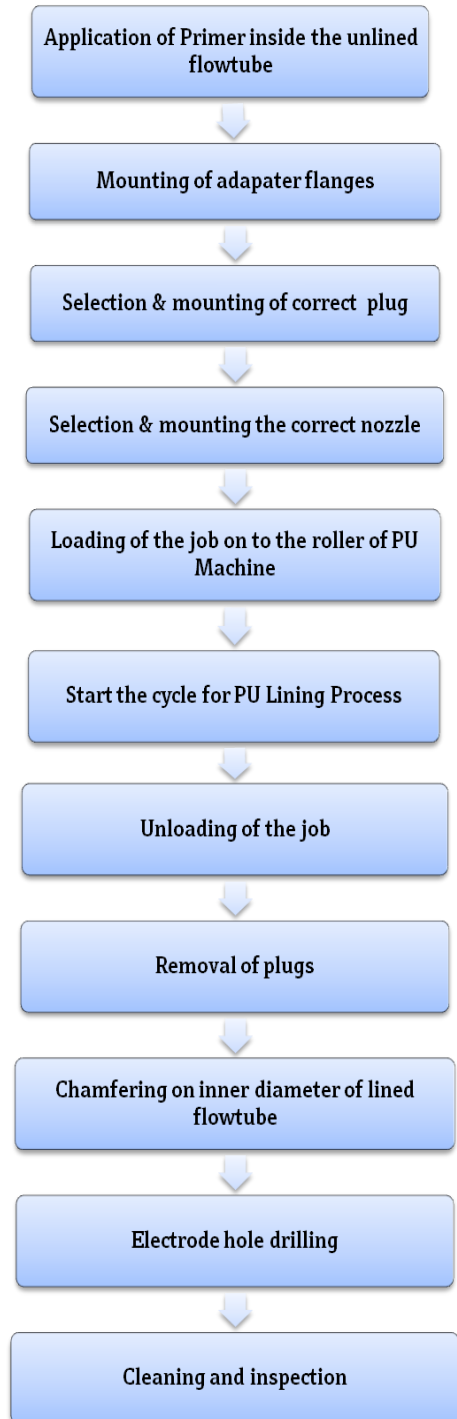 Application of Primer inside the unlined
flowtube
Mounting of adapater flanges
Selection & mounting of correct plug
Selection & mounting the correct nozzle
Loading of the job on to the roller of PU
Machine
Start the cycle for PU Lining Process
Unloading of the job
Removal of plugs
Chamfering on inner diameter of lined
flowtube
Electrode hole drilling
Cleaning and inspection